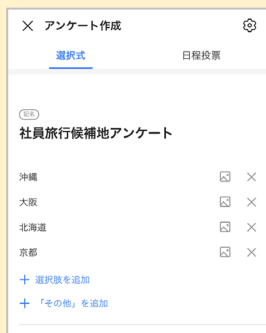 アンケート作成
選択式 日程投票
記名
社員旅行候補地アンケート
沖縄
大阪
北海道
京都
+ 選択肢を追加
+ 「その他」を追加